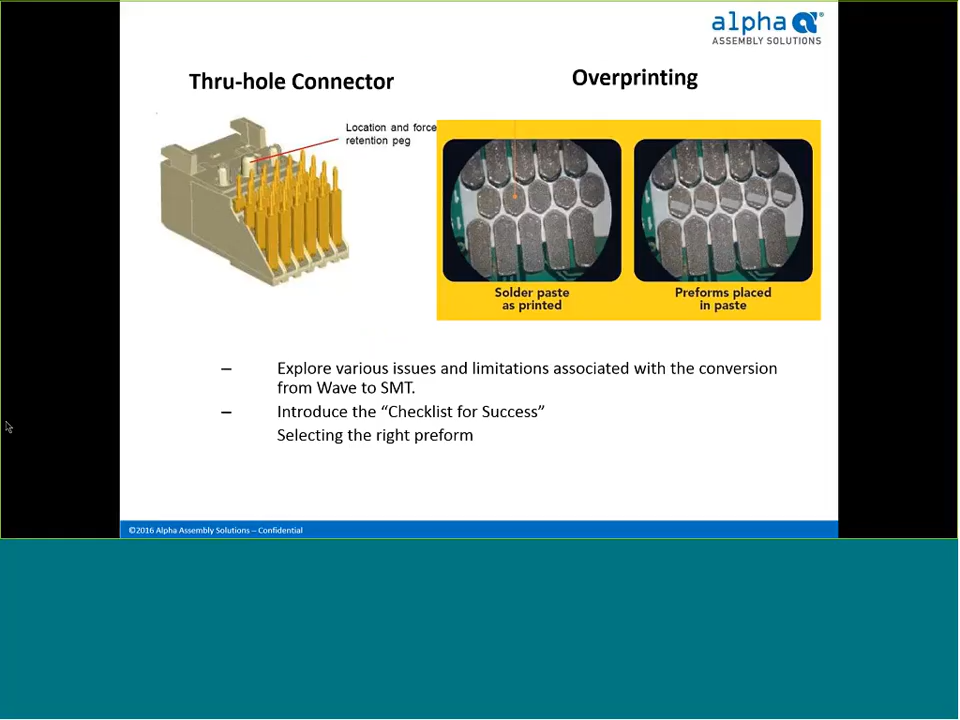 alpha
ASSEMBLY SOLUTIONS
Thru-hole Connector
Overprinting
Location and force
retention peg
Solder paste
as printed
Preforms placed
in paste
– Explore various issues and limitations associated with the conversion
from Wave to SMT.
– Introduce the “Checklist for Success”
Selecting the right preform
©2016 Alpha Assembly Solutions – Confidential